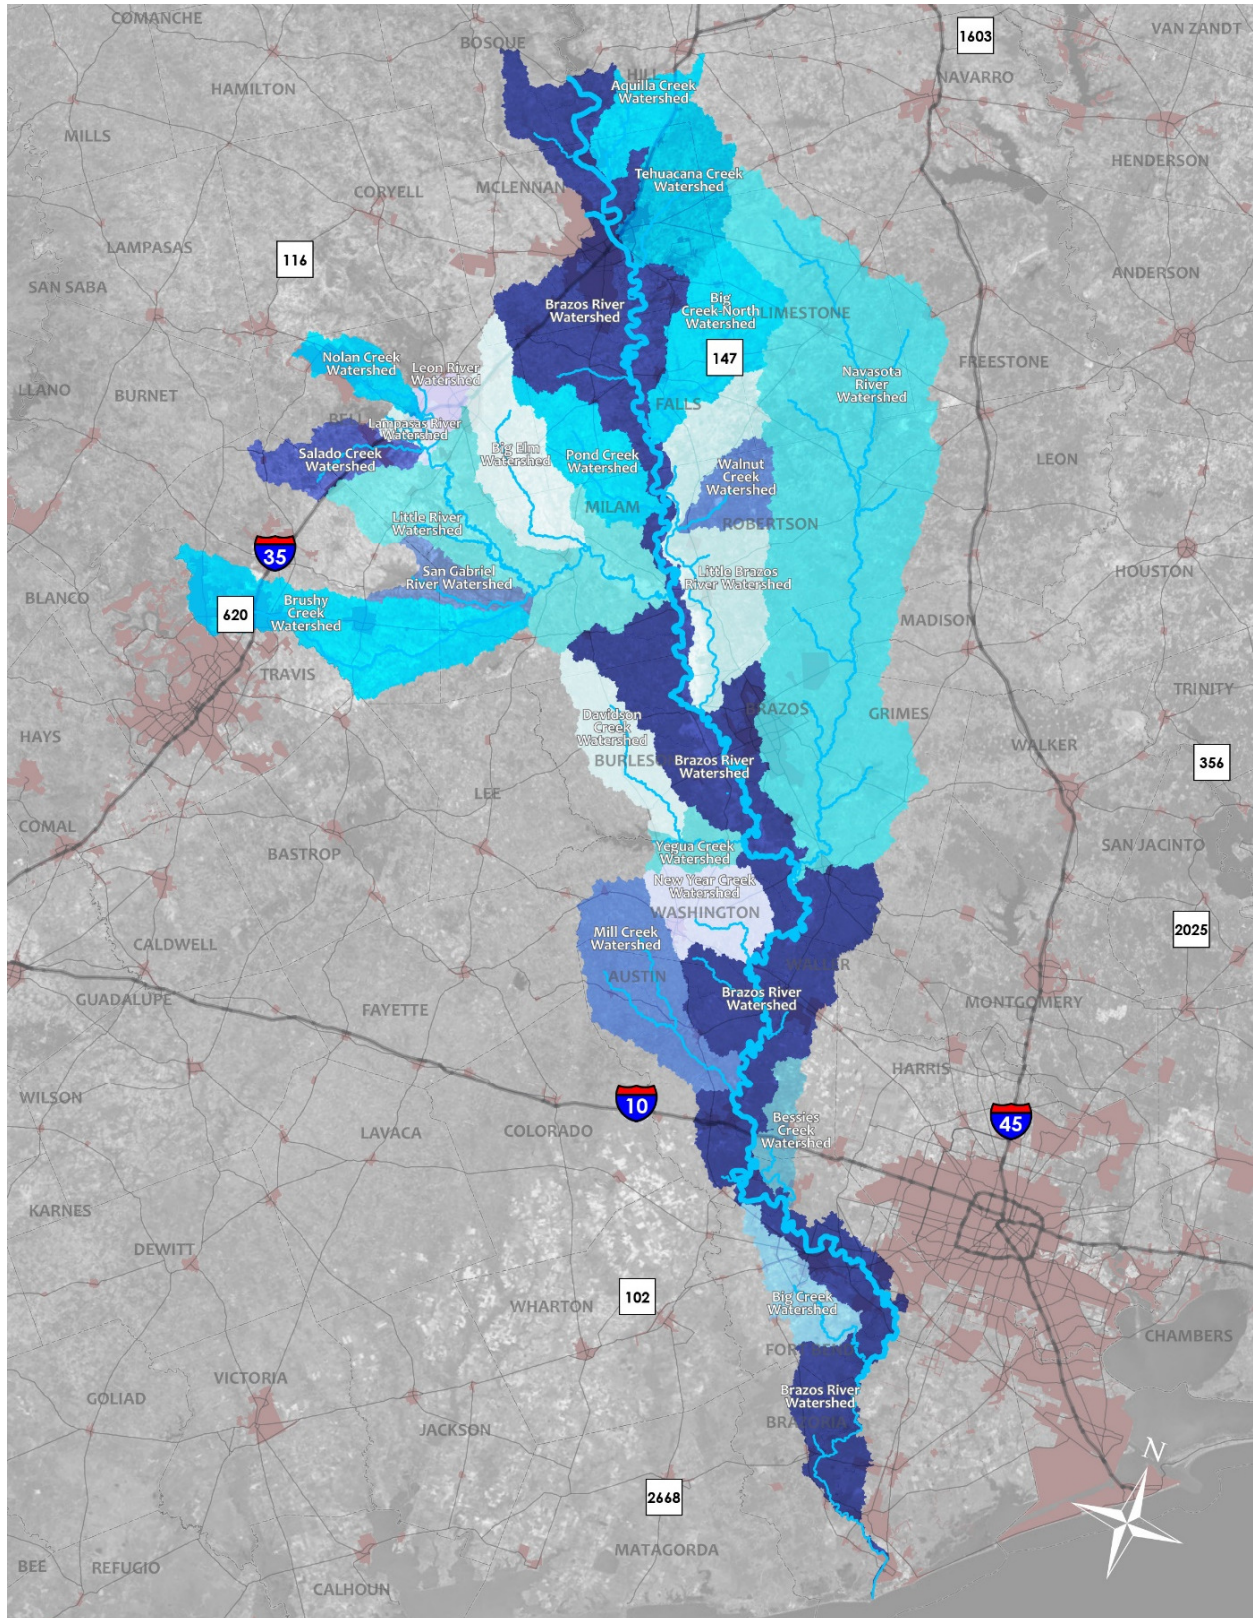 COMANCHE
BOSQUE
1603
VAN ZANDT
HILL
NAVARRO
HAMILTON
Aquilla Creek
Watershed
MILLS
HENDERSON
Tehuacana Creek
Watershed
CORYELL
MCLENNAN
LAMPASAS
116
SAN SABA
ANDERSON
Brazos River
Watershed
Big
Creek-North
Watershed
LIMESTONE
147
Nolan Creek
Watershed
Leon River
Watershed
FREESTONE
LLANO
BURNET
Navasota
River
Watershed
FALLS
BELL
Lampasas River
Watershed
Salado Creek
Watershed
Big Elm
Watershed
Pond Creek
Watershed
Walnut
Creek
Watershed
LEON
MILAM
Little River
Watershed
ROBERTSON
35
San Gabriel
River Watershed
Little Brazos
River Watershed
HOUSTON
BLANCO
620
Brushy
Creek
Watershed
MADISON
TRAVIS
TRINITY
Davidson
Creek
Watershed
BRAZOS
GRIMES
HAYS
WALKER
BURLESON
Brazos River
Watershed
356
LEE
COMAL
BASTROP
Yegua Creek
Watershed
SAN JACINTO
New Year Creek
Watershed
WASHINGTON
2025
Mill Creek
Watershed
CALDWELL
WALLER
AUSTIN
Brazos River
Watershed
GUADALUPE
FAYETTE
MONTGOMERY
HARRIS
WILSON
10
45
LAVACA
COLORADO
Bessies
Creek
Watershed
KARNES
DEWITT
102
WHARTON
Big Creek
Watershed
CHAMBERS
FORT BEND
VICTORIA
GOLIAD
Brazos River
Watershed
BRAZORIA
JACKSON
N
2668
MATAGORDA
BEE
REFUGIO
CALHOUN